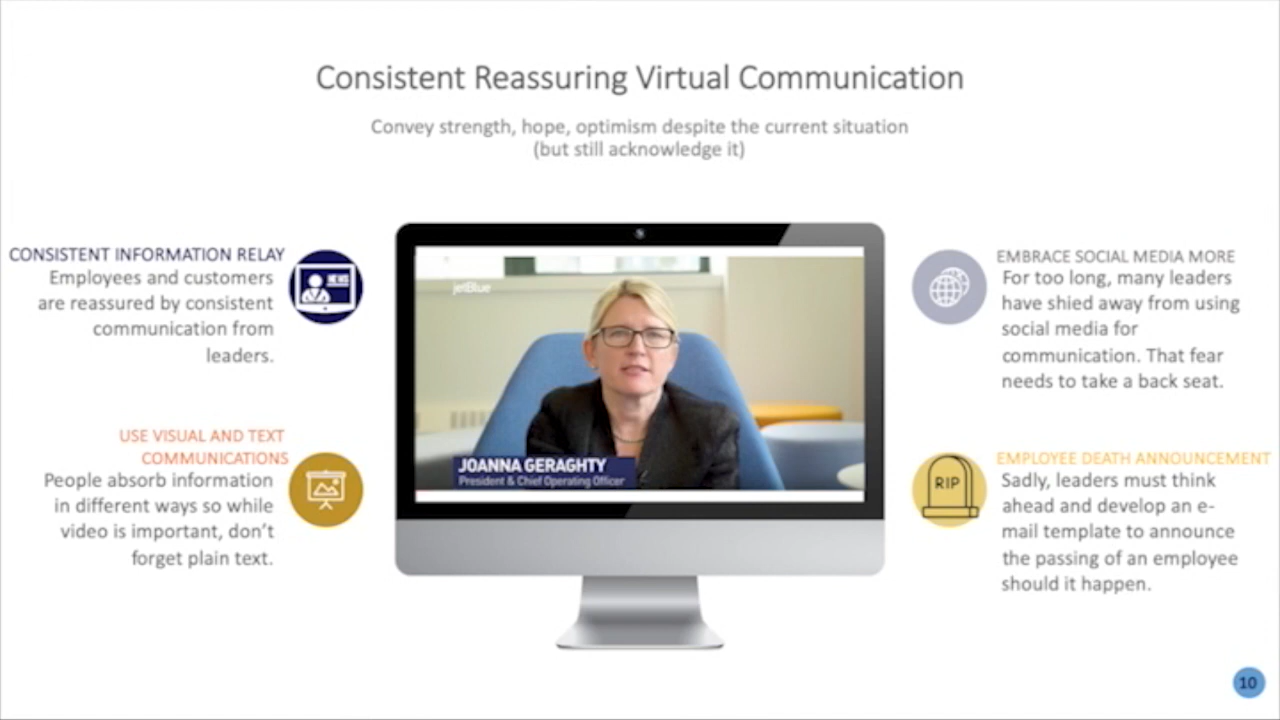 Consistent Reassuring Virtual Communication
Convey strength, hope, optimism despite the current situation
(but still acknowledge it)
CONSISTENT INFORMATION RELAY
Employees and customers
are reassured by consistent
communication from
leaders.
NEWS
USE VISUAL AND TEXT
COMMUNICATIONS
People absorb information
in different ways so while
video is important, don't
forget plain text.
jetBlue
JOANNA GERAGHTY
President & Chief Operating Officer
EMBRACE SOCIAL MEDIA MORE
For too long, many leaders
have shied away from using
social media for
communication. That fear
needs to take a back seat.
EMPLOYEE DEATH ANNOUNCEMENT
RIP
Sadly, leaders must think
ahead and develop an e-
mail template to announce
the passing of an employee
should it happen.
10